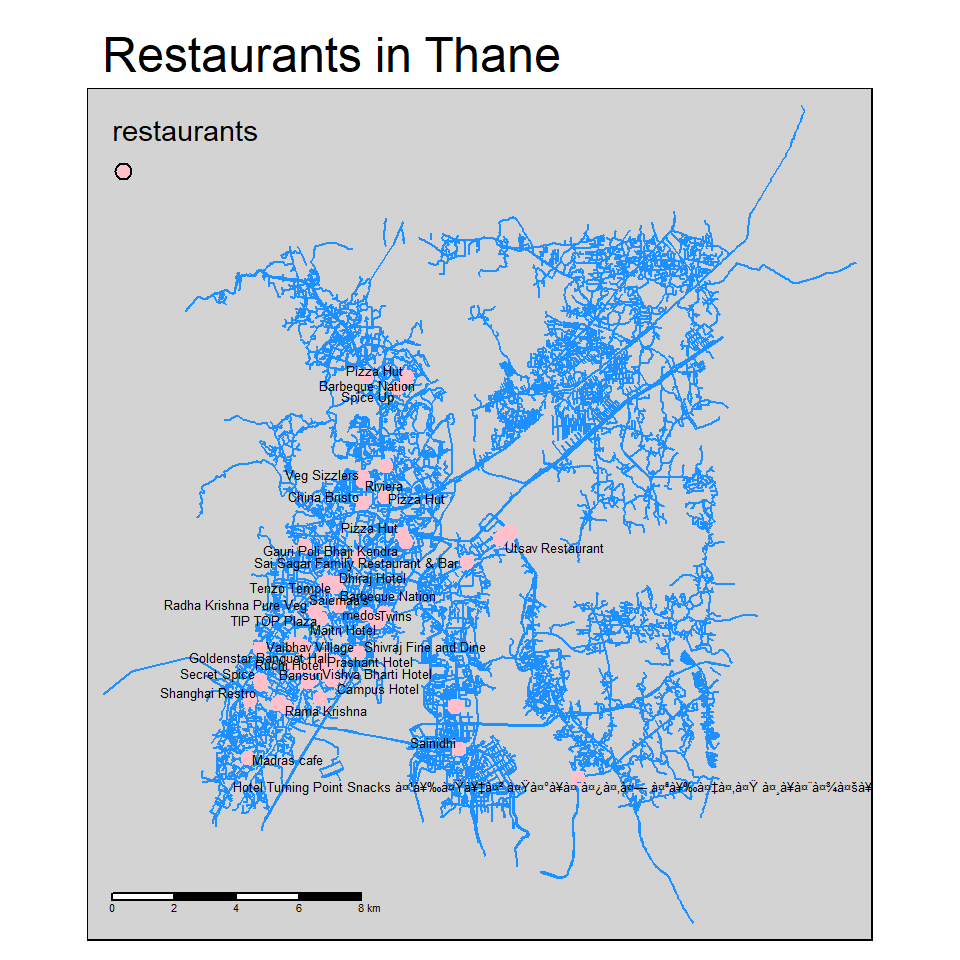 Restaurants in Thane
restaurants
Pizza Hut
Barbeque Nation
Spice Up
Veg Sizzlers
Riviera
China Bristo
Pizza Hut
Pizza Hut
Utsav Restaurant
Gauri Poli Bhaji Kendra
Sai Sagar Family Restaurant & Bar
Dhiraj Hotel
Tenzo Temple
Barbeque Nation
Salemaa's
Radha Krishna Pure Veg
medos
Twins
TIP TOP Plaza
Maitri Hotel
Vaibhav Village
Shivraj Fine and Dine
Goldenstar Banquet Hall
Prashant Hotel
Ruchi Hotel
Secret Spice
Bansuri
Vishva Bharti Hotel
Campus Hotel
Shanghai Restro
Rama Krishna
Sainidhi
Madras cafe
Hotel Turning Point Snacks
0 2 4 6 8 km